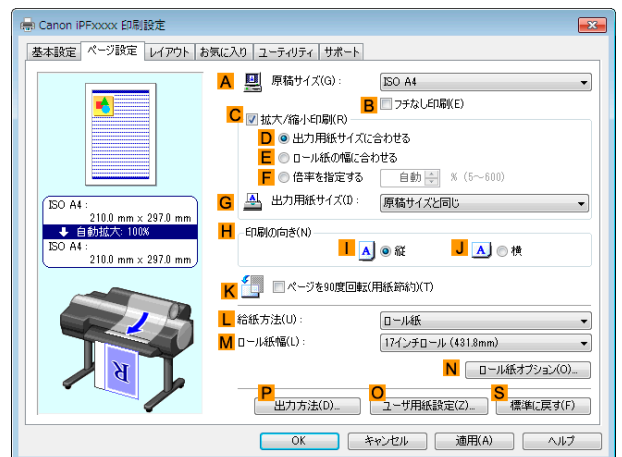 Canon iPFxxxx 印刷設定
基本設定 ページ設定 レイアウト お気に入り ユーティリティ サポート
A 原稿サイズ(G) : ISO A4
B フチなし印刷(E)
C 拡大/縮小印刷(R)
D 出力用紙サイズに合わせる
E ロール紙の幅に合わせる
F 倍率を指定する 自動 % (5～600)
G 出力用紙サイズ(I) : 原稿サイズと同じ
ISO A4 :
210.0 mm x 297.0 mm
自動拡大: 100%
ISO A4 :
210.0 mm x 297.0 mm
H 印刷の向き(N)
I A 縦 J A 横
K ページを90度回転(用紙節約)(T)
L 給紙方法(U) : ロール紙
M ロール紙幅(L) : 17インチロール (431.8mm)
N ロール紙オプション(O)...
R
P 出力方法(D)... O ユーザ用紙設定(Z)... S 標準に戻す(F)
OK キャンセル 適用(A) ヘルプ